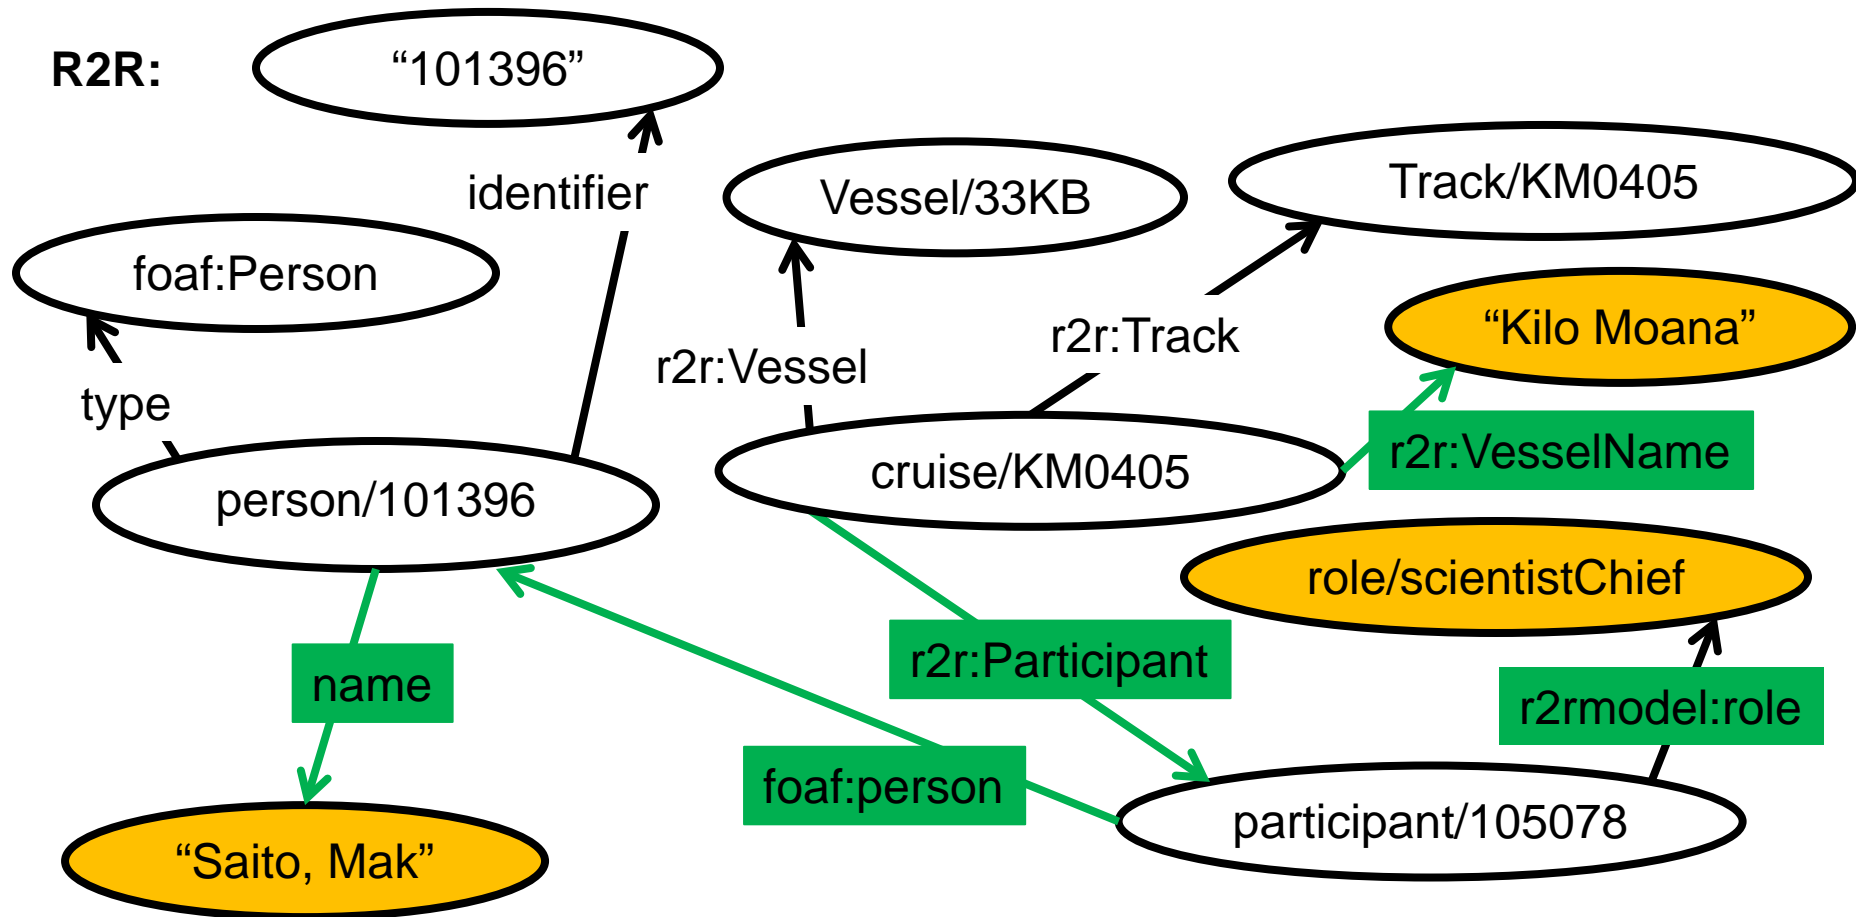 R2R:
“101396”
identifier
Vessel/33KB
Track/KM0405
foaf:Person
“Kilo Moana”
r2r:Track
r2r:Vessel
type
r2r:VesselName
cruise/KM0405
person/101396
role/scientistChief
r2r:Participant
name
r2rmodel:role
foaf:person
participant/105078
“Saito, Mak”